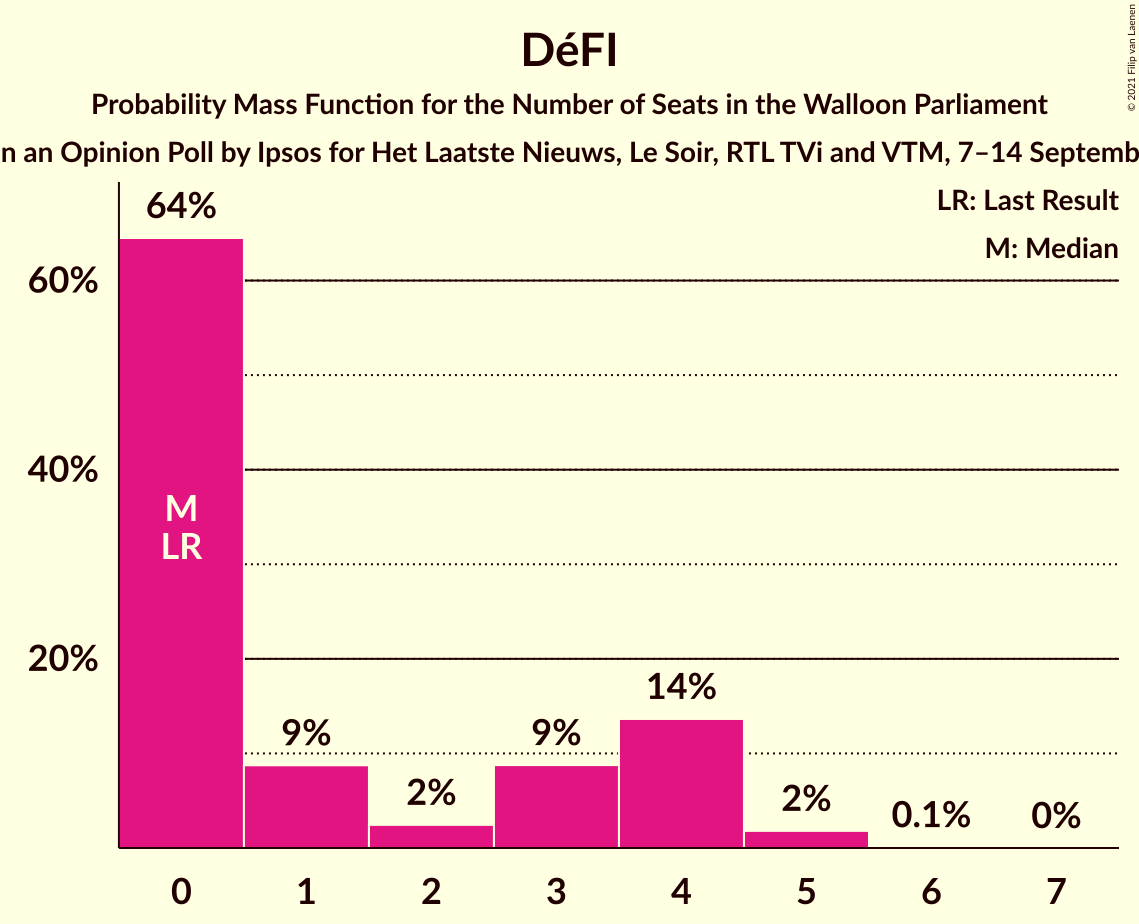 DéFI
Probability Mass Function for the Number of Seats in the Walloon Parliament
n an Opinion Poll by Ipsos for Het Laatste Nieuws, Le Soir, RTL TVi and VTM, 7–14 Septemb
© 2021 Filip van Laenen
LR: Last Result
M: Median
64%
60%
40%
20%
M
LR
9%
2%
9%
14%
2%
0.1%
0%
0 1 2 3 4 5 6 7